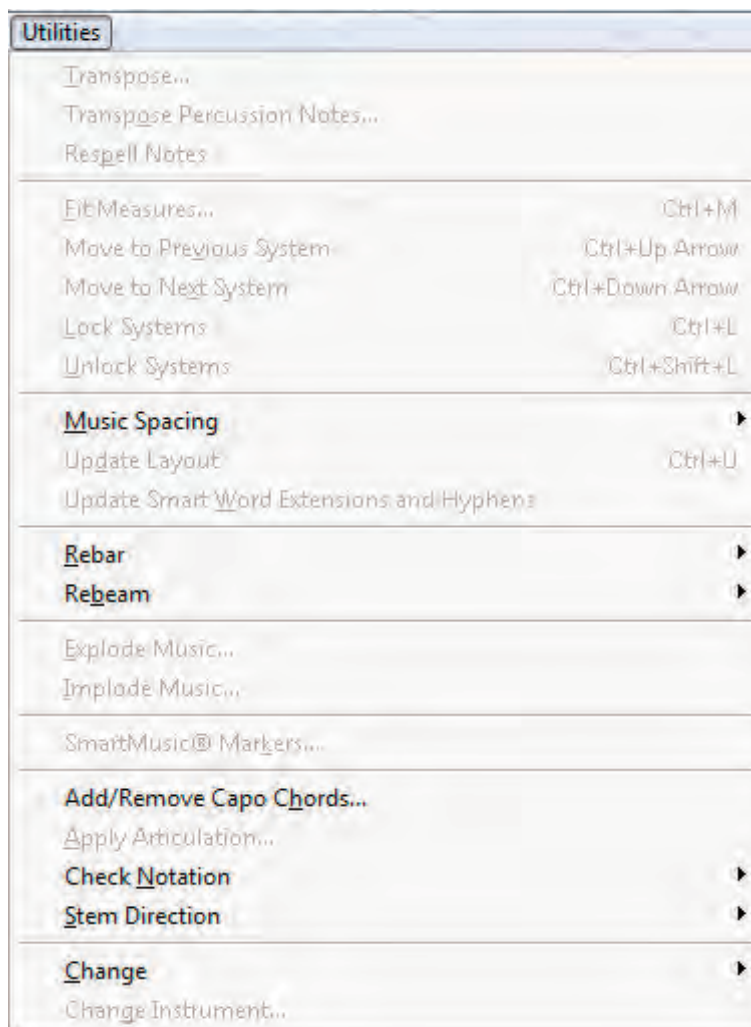 Utilities
Transpose...
Transpose Percussion Notes...
Respell Notes
Fit Measures... Ctrl+M
Move to Previous System Ctrl+Up Arrow
Move to Next System Ctrl+Down Arrow
Lock Systems Ctrl+L
Unlock Systems Ctrl+Shift+L
Music Spacing
Update Layout Ctrl+U
Update Smart Word Extensions and Hyphens
Rebar
Rebeam
Explode Music...
Implode Music...
SmartMusic® Markers...
Add/Remove Capo Chords...
Apply Articulation...
Check Notation
Stem Direction
Change
Change Instrument...